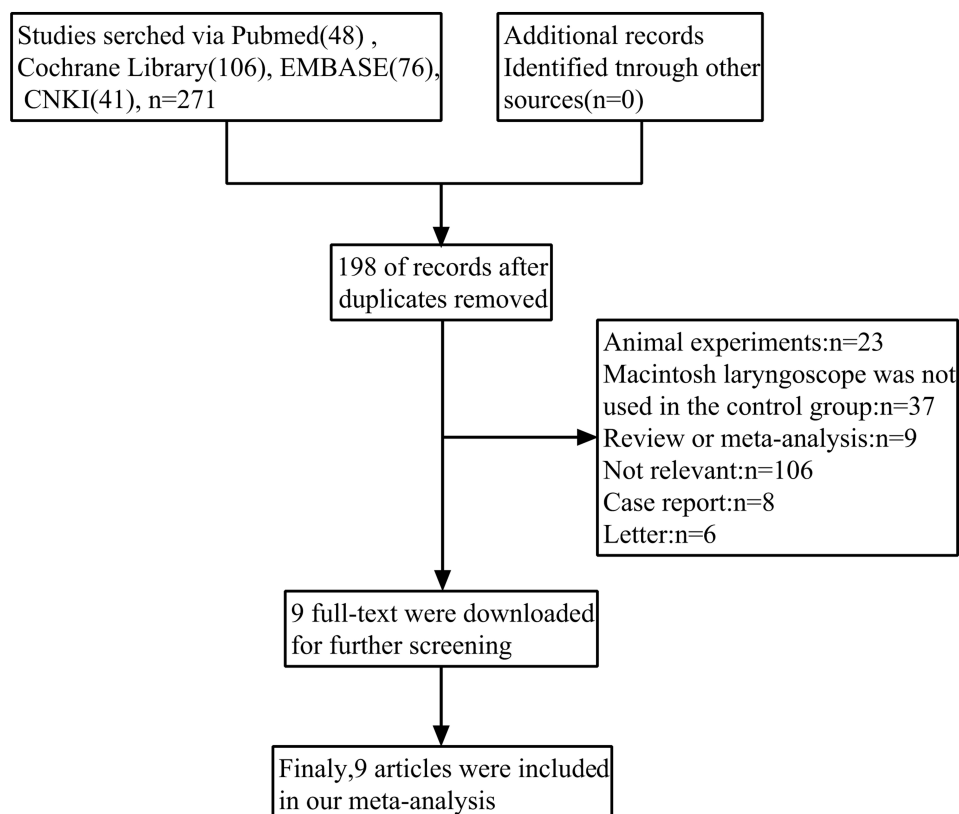 Studies serched via Pubmed(48) ,
Cochrane Library(106), EMBASE(76),
CNKI(41), n=271
Additional records
Identified tnrough other
sources(n=0)
198 of records after
duplicates removed
Animal experiments:n=23
Macintosh laryngoscope was not
used in the control group:n=37
Review or meta-analysis:n=9
Not relevant:n=106
Case report:n=8
Letter:n=6
9 full-text were downloaded
for further screening
Finaly,9 articles were included
in our meta-analysis